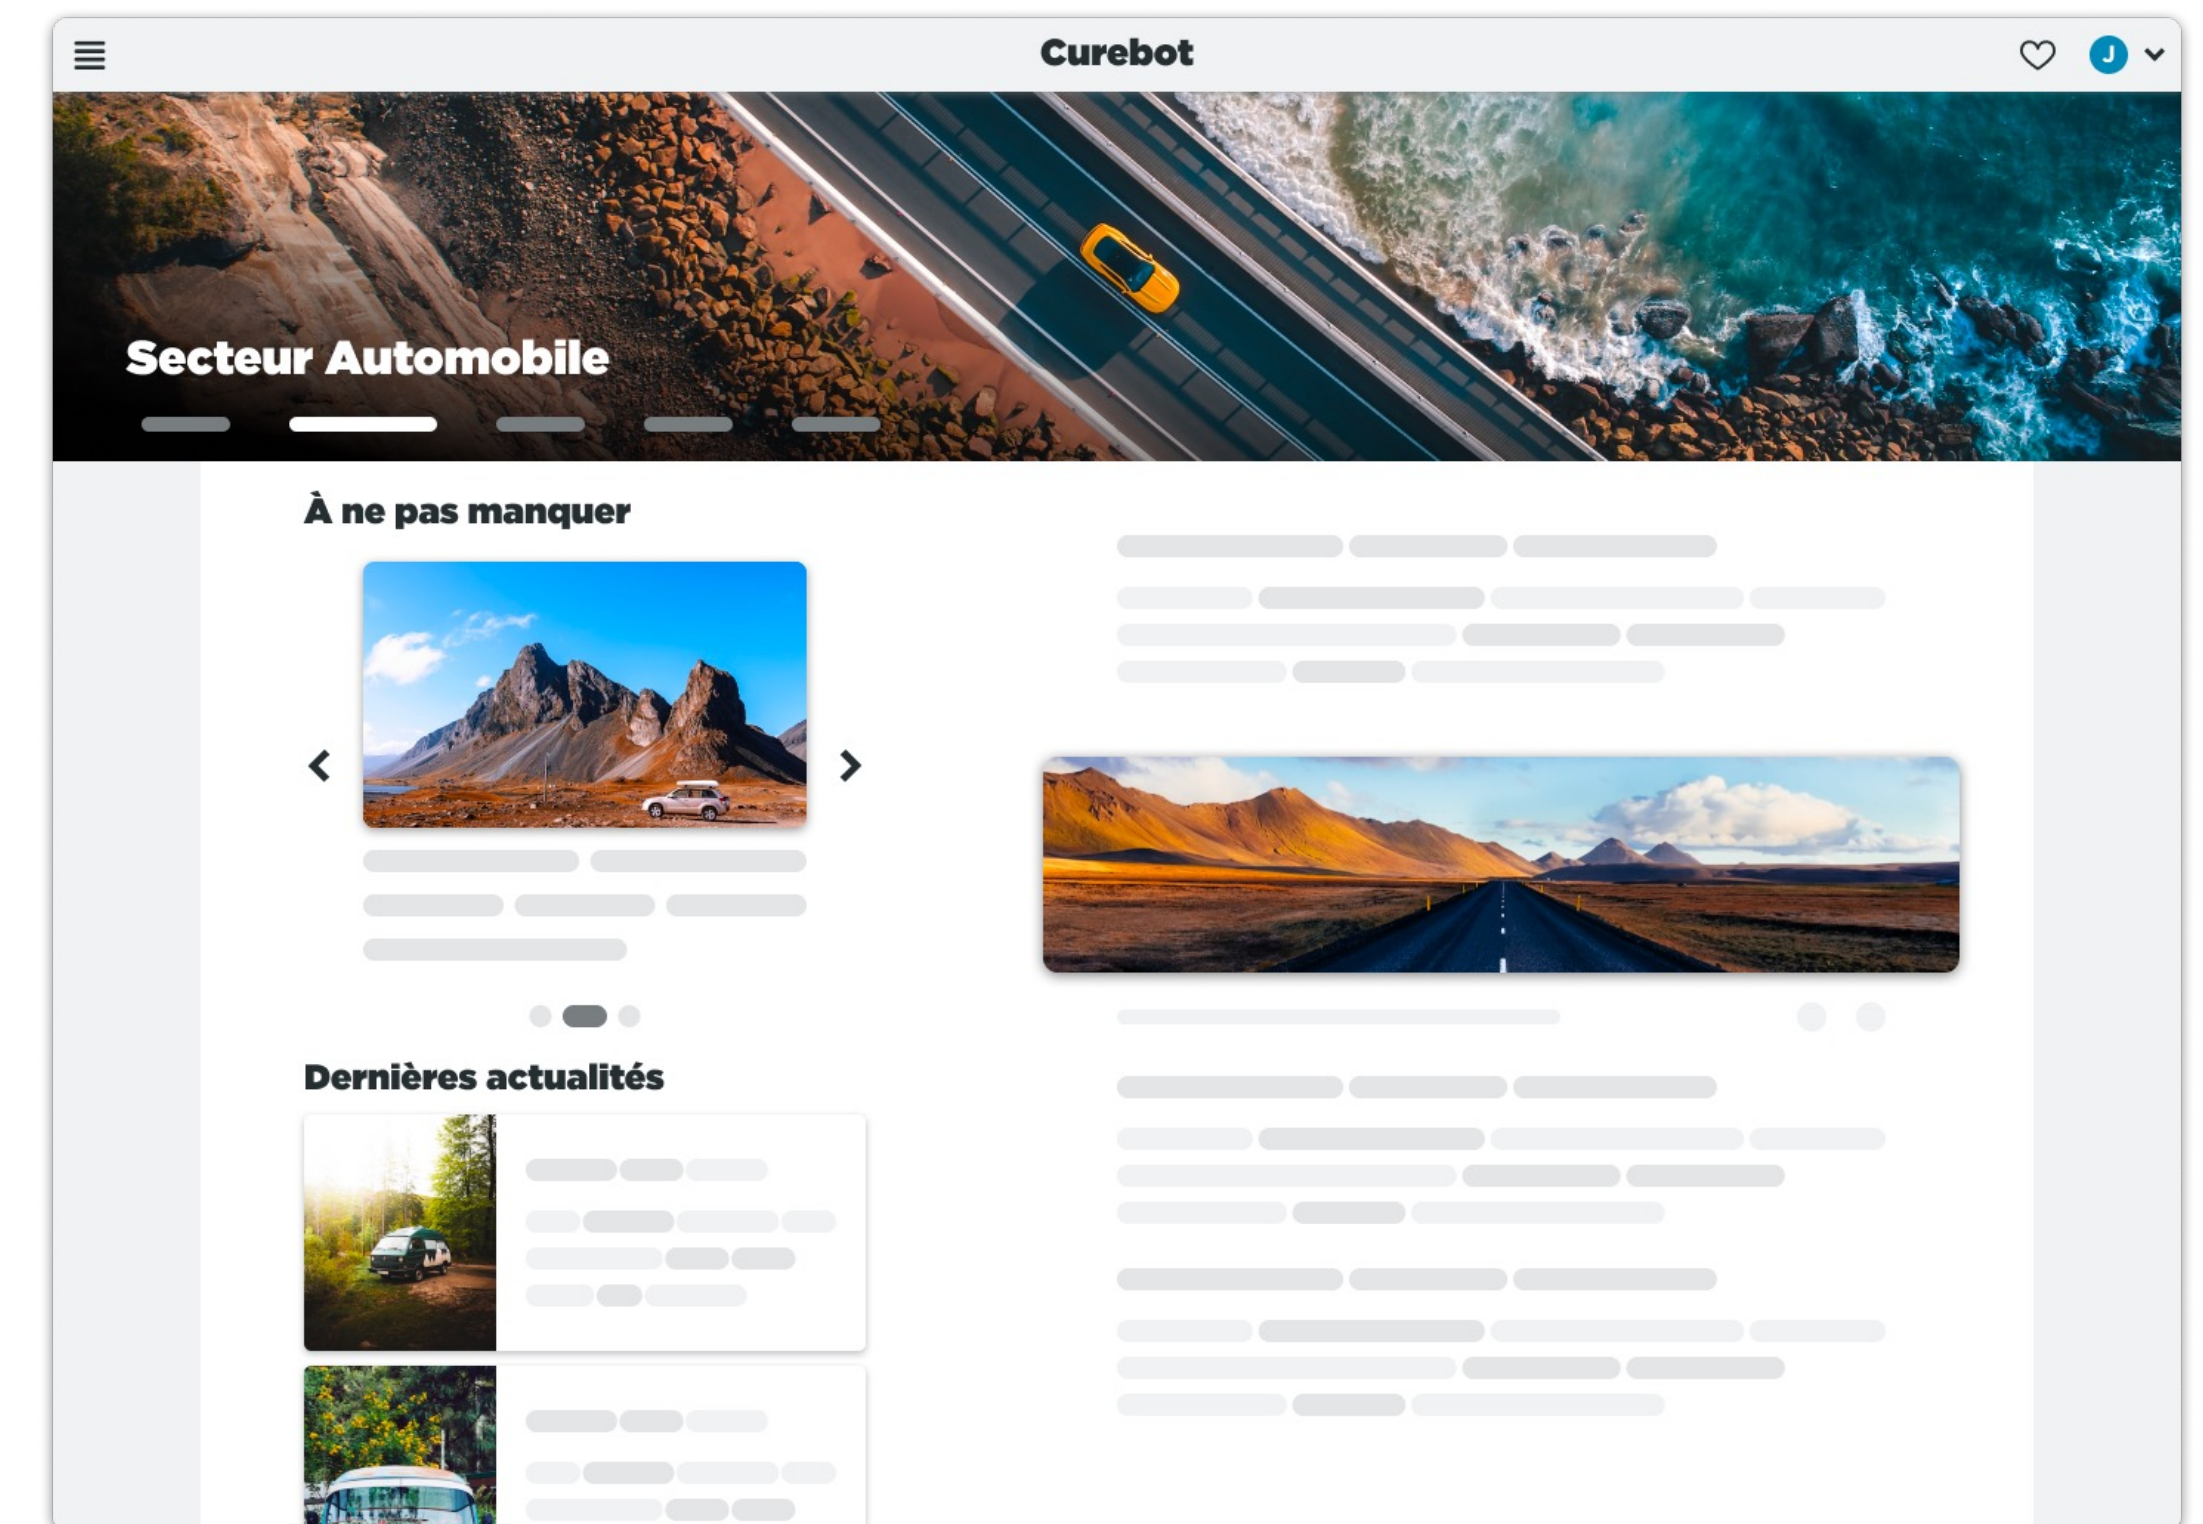 Curebot
J
Secteur Automobile
À ne pas manquer
Dernières actualités